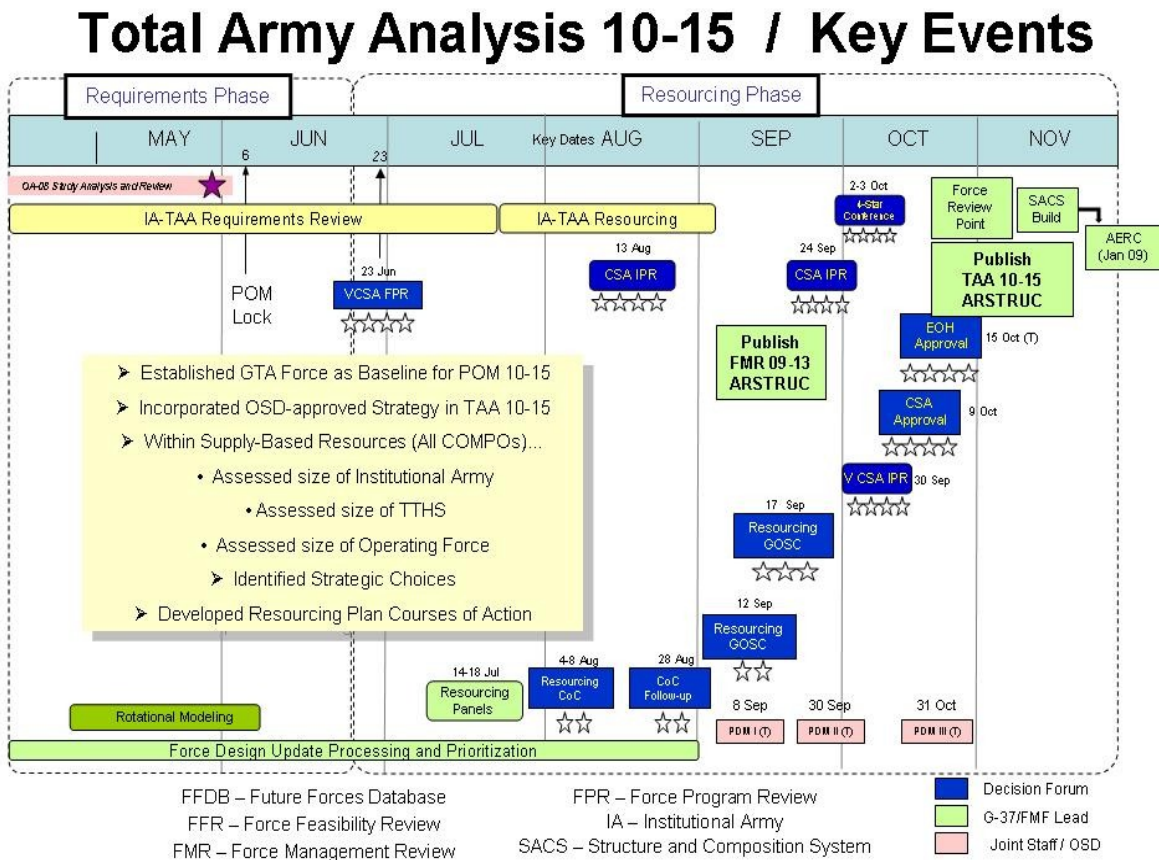 Total Army Analysis 10-15 / Key Events
Requirements Phase
Resourcing Phase
MAY
JUN
JUL
Key Dates
AUG
SEP
OCT
NOV
6
23
QA-08 Study Analysis and Review
IA-TAA Requirements Review
IA-TAA Resourcing
2-3 Oct
4-Star
Conference
Force
Review
Point
SACS
Build
AERC
(Jan 09)
Publish
TAA 10-15
ARSTRUC
POM
Lock
23 Jun
VCSA FPR
13 Aug
CSA IPR
24 Sep
CSA IPR
Publish
FMR 09-13
ARSTRUC
EOH
Approval
15 Oct (T)
CSA
Approval
9 Oct
V CSA IPR
30 Sep
➢ Established GTA Force as Baseline for POM 10-15
➢ Incorporated OSD-approved Strategy in TAA 10-15
➢ Within Supply-Based Resources (All COMPOs)...
• Assessed size of Institutional Army
• Assessed size of TTHS
• Assessed size of Operating Force
➢ Identified Strategic Choices
➢ Developed Resourcing Plan Courses of Action
17 Sep
Resourcing
GOSC
12 Sep
Resourcing
GOSC
14-18 Jul
Resourcing
Panels
4-8 Aug
Resourcing
CoC
28 Aug
CoC
Follow-up
8 Sep
PDM I (T)
30 Sep
PDM II (T)
31 Oct
PDM III (T)
Rotational Modeling
Force Design Update Processing and Prioritization
FFDB – Future Forces Database
FFR – Force Feasibility Review
FMR – Force Management Review
FPR – Force Program Review
IA – Institutional Army
SACS – Structure and Composition System
Decision Forum
G-37/FMF Lead
Joint Staff / OSD